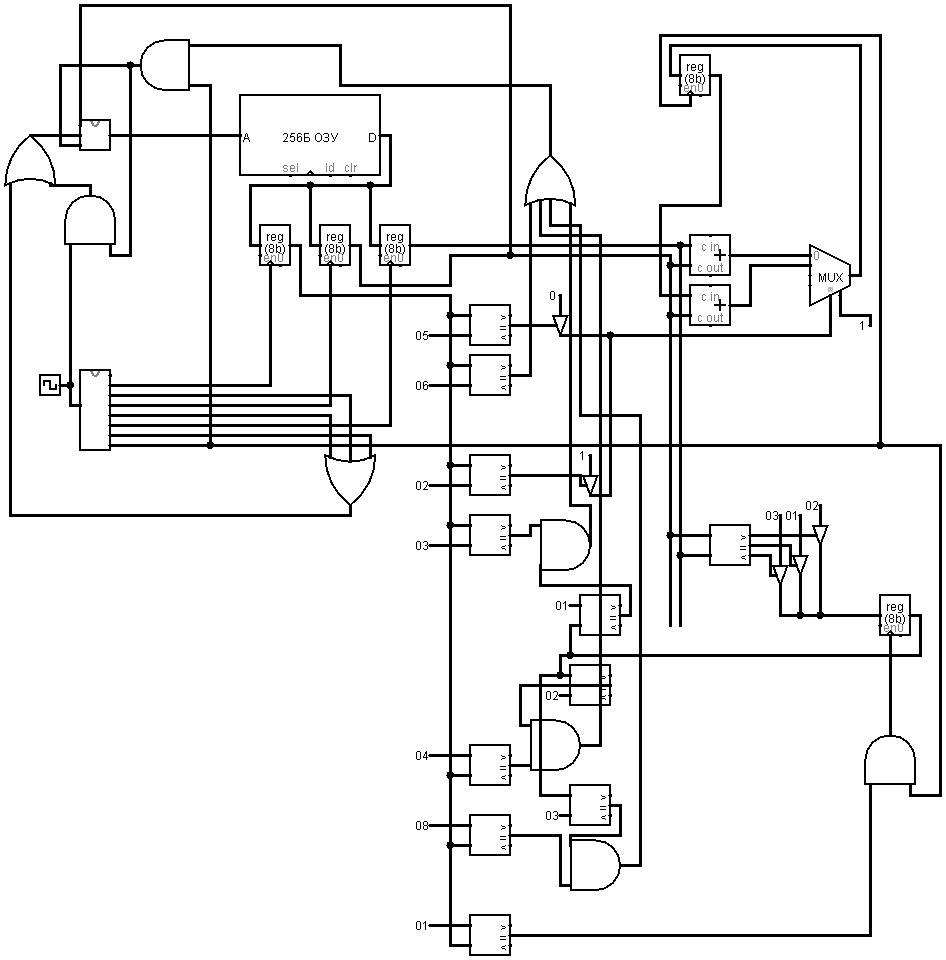 reg
(8b)
en0
256Б ОЗУ
A
D
sel
ld
clr
reg
(8b)
en0
reg
(8b)
en0
reg
(8b)
en0
c in
+
c out
0
MUX
c in
+
c out
0
1
05
06
1
02
03
02
03
01
01
reg
(8b)
en0
02
04
03
08
01